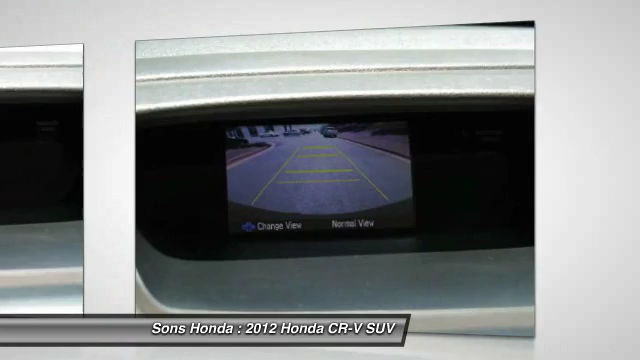 Change View Normal View
Sons Honda : 2012 Honda CR-V SUV